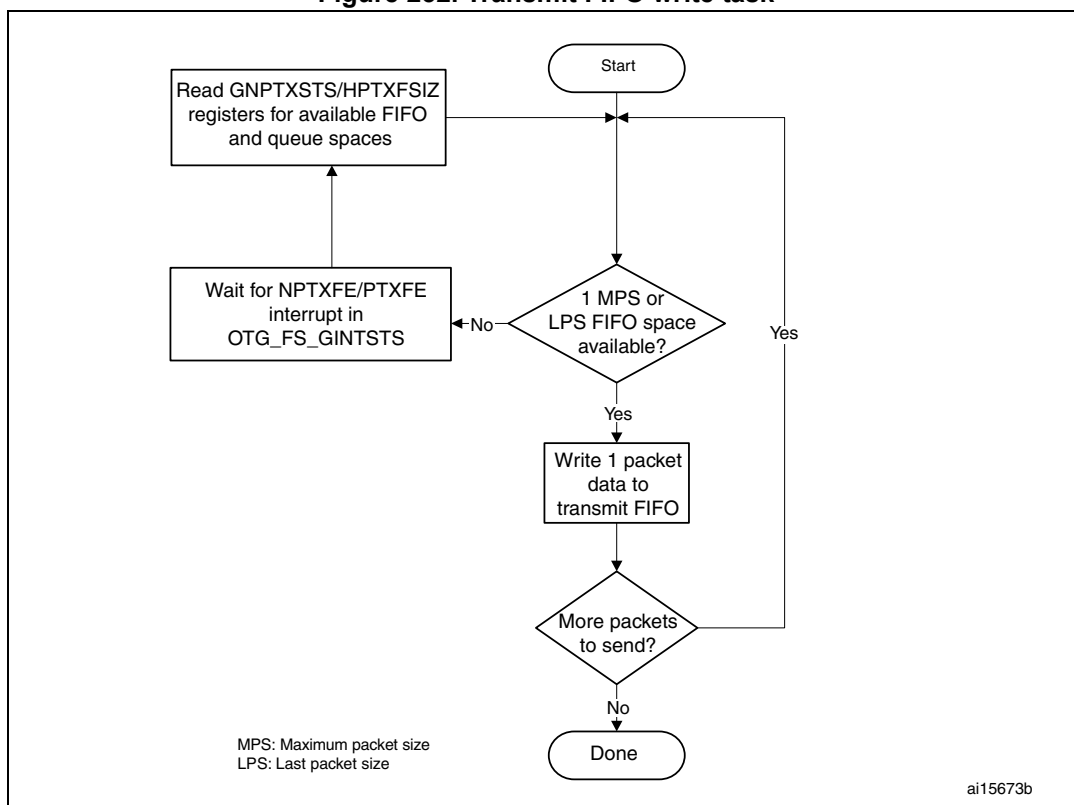 Start
Read GNPTXSTS/HPTXFSIZ
registers for available FIFO
and queue spaces
Wait for NPTXFE/PTXFE
interrupt in
OTG_FS_GINTSTS
No
1 MPS or
LPS FIFO space
available?
Yes
Yes
Write 1 packet
data to
transmit FIFO
More packets
to send?
No
Done
MPS: Maximum packet size
LPS: Last packet size
ai15673b